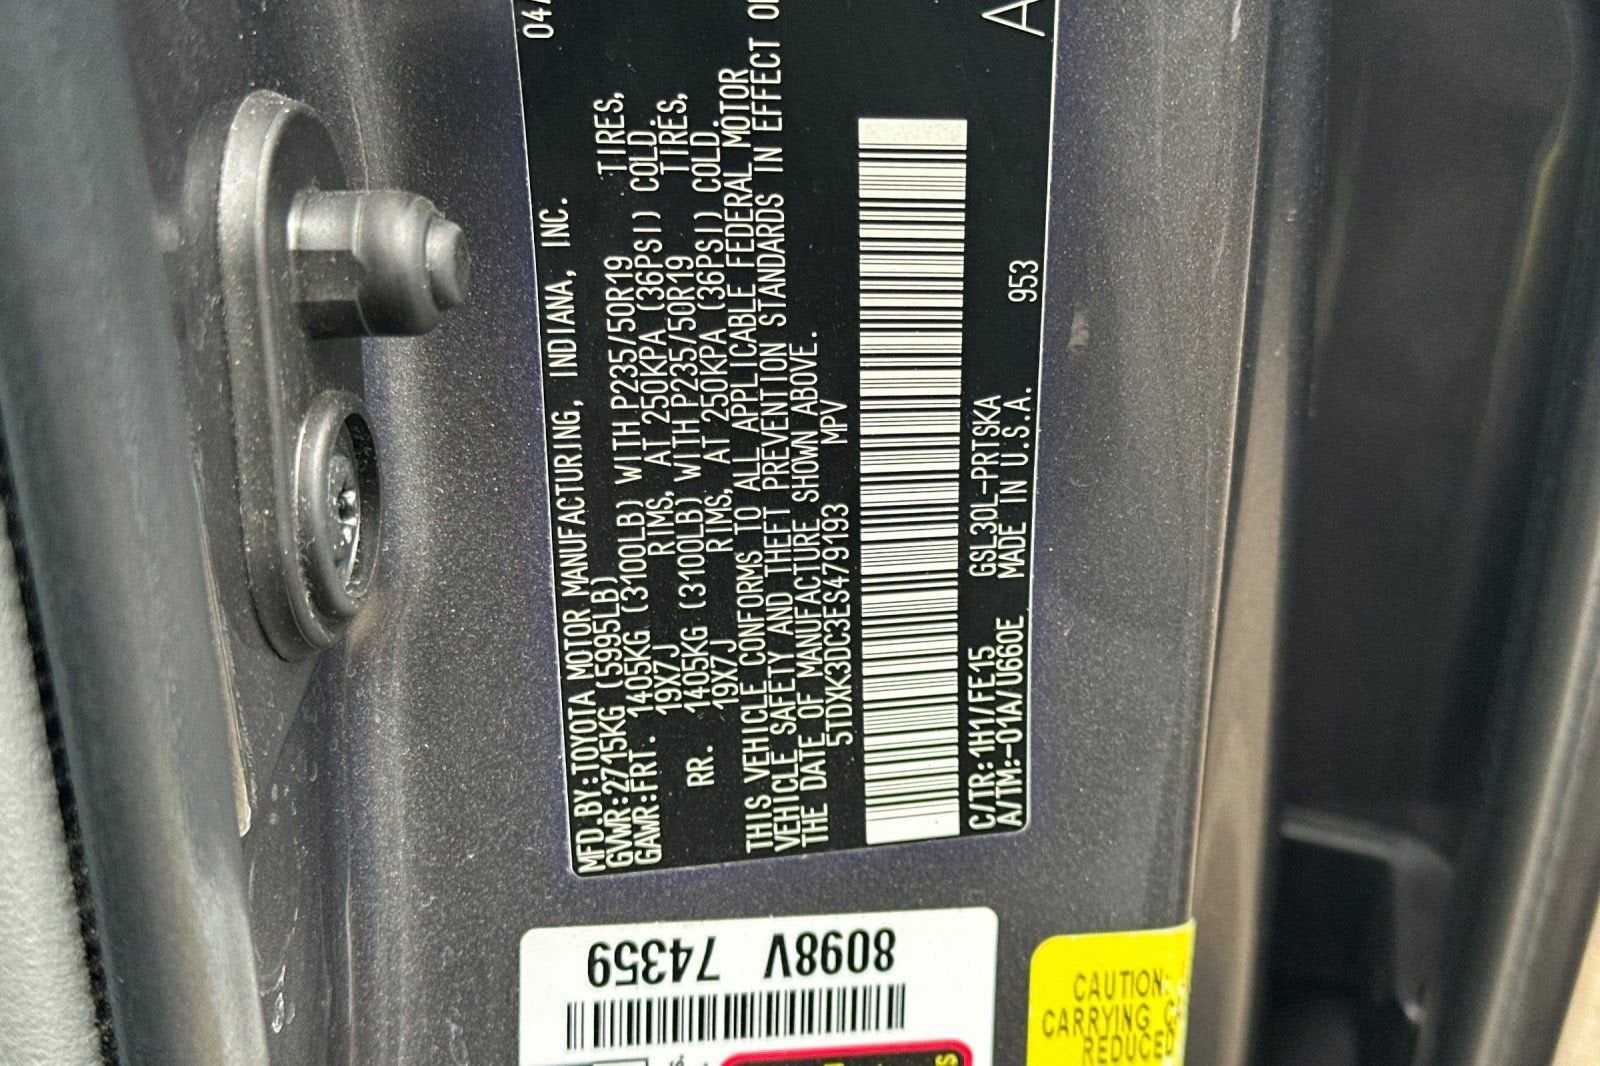 MFD.BY:TOYOTA MOTOR MANUFACTURING, INDIANA, INC. 04/
GVWR:2715KG (5995LB)
GAWR:FRT. 1405KG (3100LB) WITH P235/50R19 TIRES,
19X7J RIMS, AT 250KPA (36PSI) COLD.
RR. 1405KG (3100LB) WITH P235/50R19 TIRES,
19X7J RIMS, AT 250KPA (36PSI) COLD.
THIS VEHICLE CONFORMS TO ALL APPLICABLE FEDERAL MOTOR
VEHICLE SAFETY AND THEFT PREVENTION STANDARDS IN EFFECT
THE DATE OF MANUFACTURE SHOWN ABOVE.
5TDXK3DC3ES479193 MPV
C/TR:1H1/FE15 GSL30L-PRTSKA
A/TM:-01A/U660E MADE IN U.S.A. 953 A
8098V 74359
CAUTION:
CARRYING
REDUCED